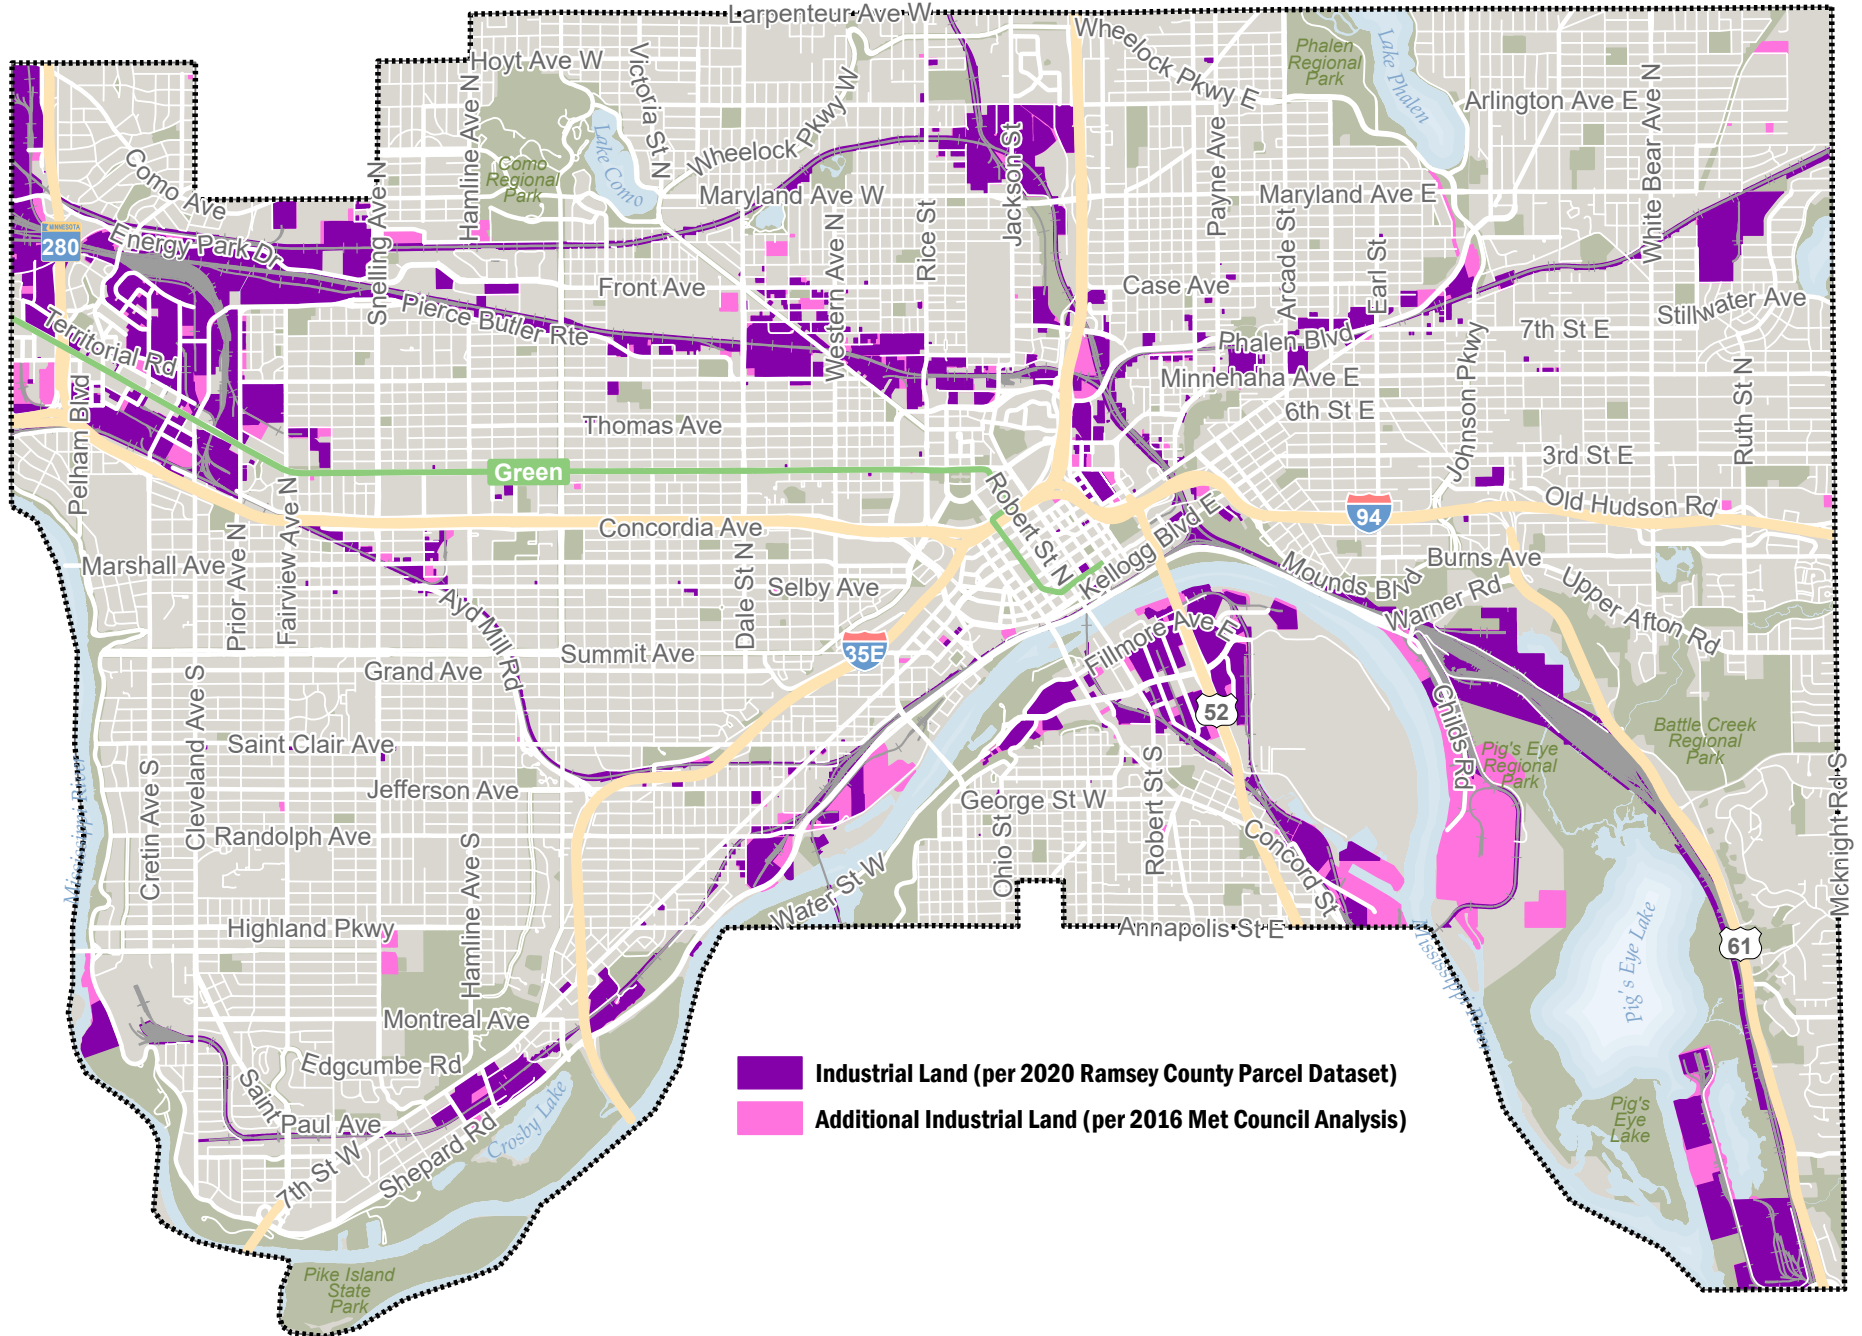 Larpenteur Ave W
Wheelock Pkwy E
Phalen
Regional
Park
Lake Phalen
Hoyt Ave W
Victoria St N
Wheelock Pkwy W
Arlington Ave E
White Bear Ave N
Hamline Ave N
Como
Regional
Park
Lake Como
Como Ave
Snelling Ave N
Maryland Ave W
Jackson St
Payne Ave
Maryland Ave E
Arcade St
Earl St
MINNESOTA
280
Energy Park Dr
Western Ave N
Rice St
Front Ave
Case Ave
Stillwater Ave
Pierce Butler Rte
Territorial Rd
Phalen Blvd
7th St E
Johnson Pkwy
Minnehaha Ave E
Ruth St N
Pelham Blvd
6th St E
Thomas Ave
3rd St E
Green
Robert St N
Old Hudson Rd
94
Fairview Ave N
Prior Ave N
Concordia Ave
Kellogg Blvd E
Marshall Ave
Dale St N
Selby Ave
Burns Ave
Mounds Blvd
Warner Rd
Upper Afton Rd
Ayd Mill Rd
Fillmore Ave E
35E
Summit Ave
Grand Ave
Cleveland Ave S
52
Childs Rd
Battle Creek
Regional
Park
Saint Clair Ave
Pig's Eye
Regional
Park
Mississippi River
Cretin Ave S
Jefferson Ave
George St W
Ohio St
Robert St S
Concord St
Mcknight Rd S
Randolph Ave
Hamline Ave S
Water St W
Highland Pkwy
Annapolis St E
Mississippi River
Pig's Eye Lake
61
Montreal Ave
Edgcumbe Rd
Saint
Paul Ave
Crosby Lake
7th St W
Shepard Rd
Pig's
Eye
Lake
Industrial Land (per 2020 Ramsey County Parcel Dataset)
Additional Industrial Land (per 2016 Met Council Analysis)
Pike Island
State
Park